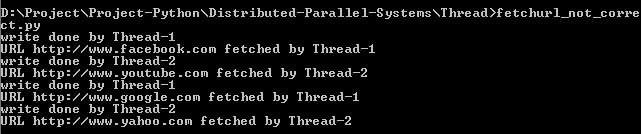 D:\Project\Project-Python\Distributed-Parallel-Systems\Thread>fetchurl_not_corre
ct.py
write done by Thread-1
URL http://www.facebook.com fetched by Thread-1
write done by Thread-2
URL http://www.youtube.com fetched by Thread-2
write done by Thread-1
URL http://www.google.com fetched by Thread-1
write done by Thread-2
URL http://www.yahoo.com fetched by Thread-2